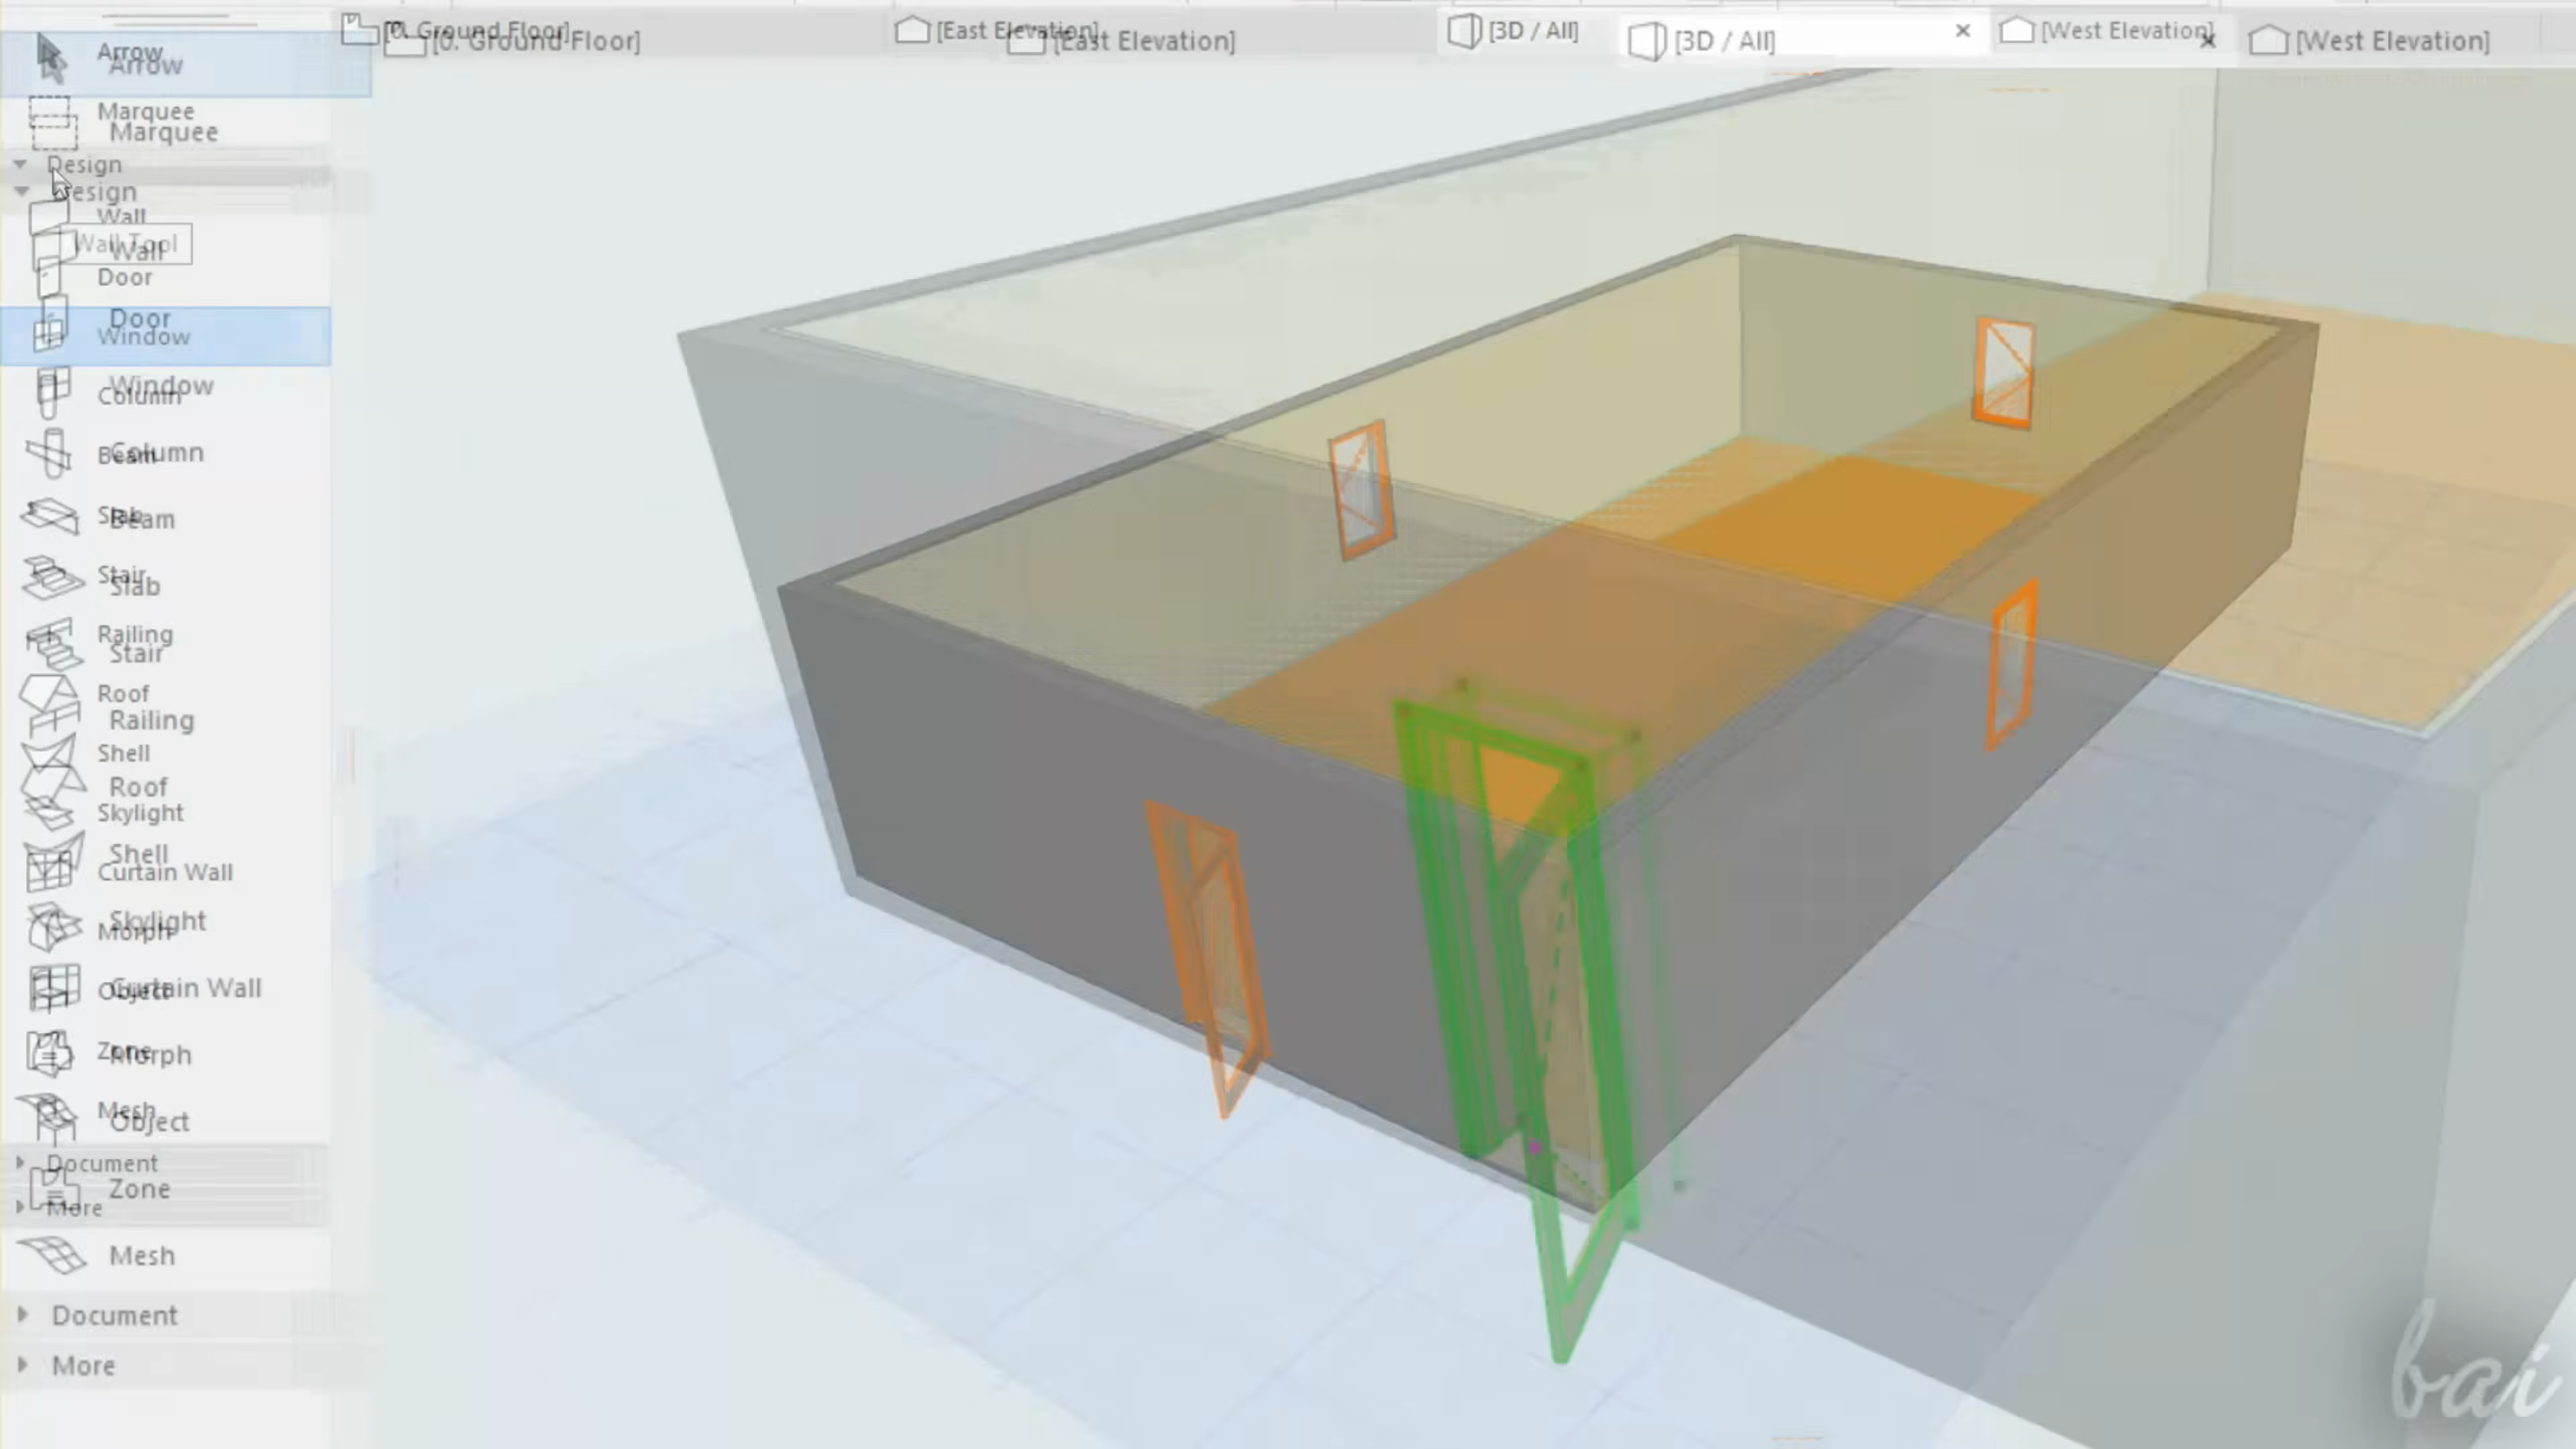 [0. Ground Floor]
[0. Ground Floor]
[East Elevation]
[East Elevation]
[3D / All]
[3D / All]
[West Elevation]
[West Elevation]
Arrow
Arrow
Marquee
Marquee
Design
Design
Wall
Wall Tool
Wall
Door
Door
Window
Window
Column
Column
Beam
Slab
Beam
Stair
Slab
Railing
Stair
Roof
Railing
Shell
Roof
Skylight
Shell
Curtain Wall
Skylight
Morph
Curtain Wall
Object
Zone
Morph
Mesh
Object
Document
Zone
More
Mesh
Document
More
bai